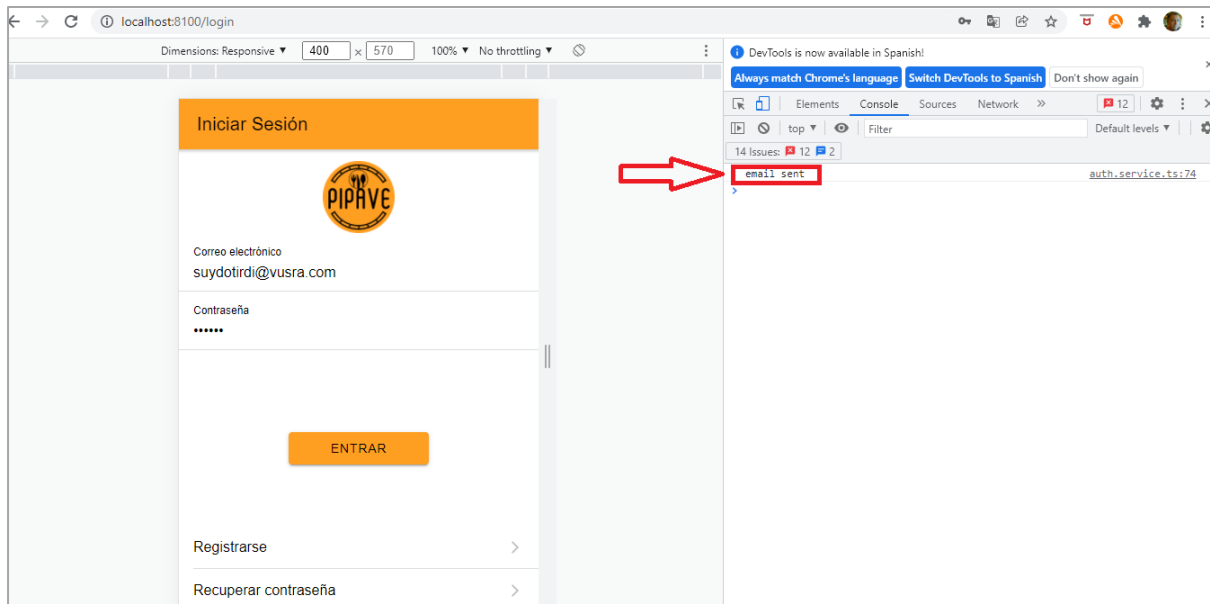 localhost:8100/login
Dimensions: Responsive ▼ 400 × 570 100% ▼ No throttling ▼
Iniciar Sesión
PIPAVE
Correo electrónico
suydotirdi@vusra.com
Contraseña
••••••
ENTRAR
Registrarse
Recuperar contraseña
DevTools is now available in Spanish!
Always match Chrome's language Switch DevTools to Spanish Don't show again
Elements Console Sources Network » 12
top ▼ Filter Default levels ▼
14 Issues: 12 2
email sent auth.service.ts:74
>